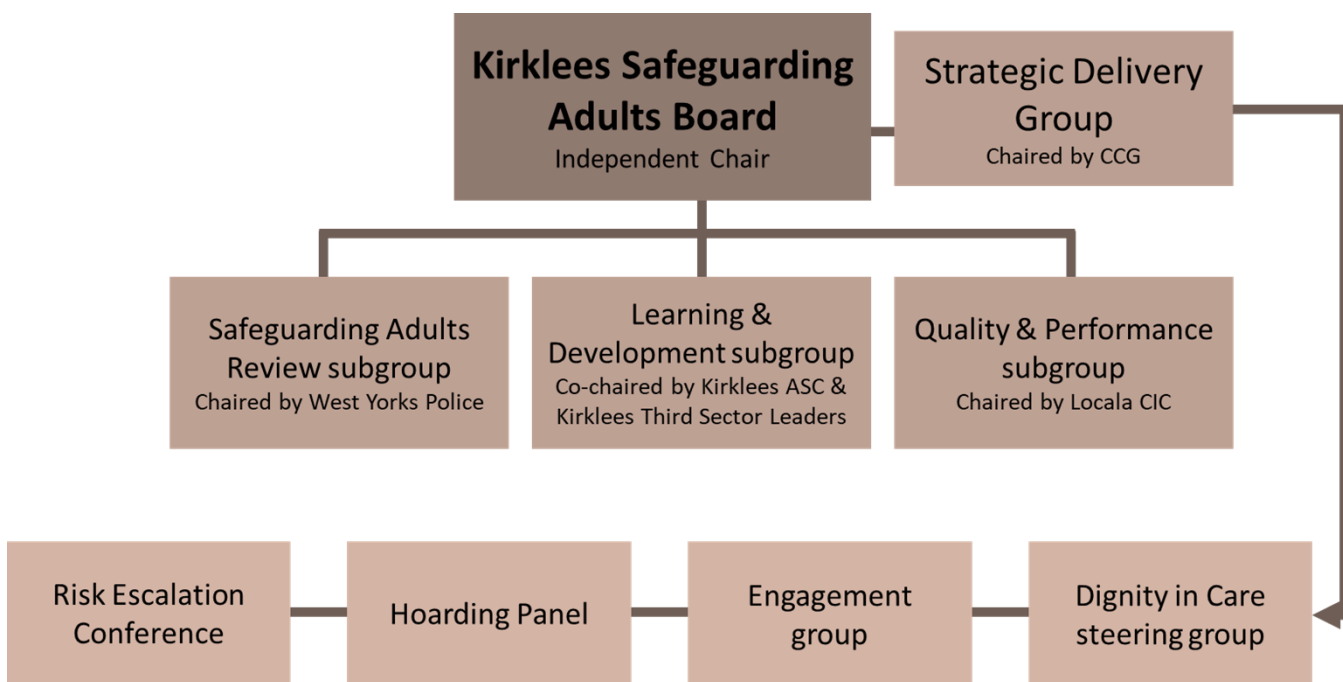 Kirklees Safeguarding
Adults Board
Independent Chair
Strategic Delivery
Group
Chaired by CCG
Safeguarding Adults
Review subgroup
Chaired by West Yorks Police
Learning &
Development subgroup
Co-chaired by Kirklees ASC &
Kirklees Third Sector Leaders
Quality & Performance
subgroup
Chaired by Locala CIC
Risk Escalation
Conference
Hoarding Panel
Engagement
group
Dignity in Care
steering group